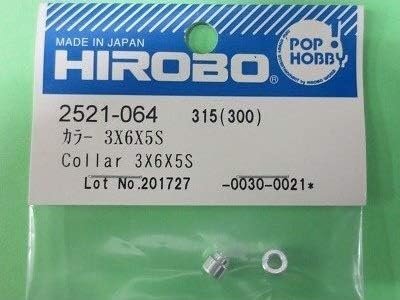 MADE IN JAPAN
HIROBO
POP
HOBBY
2521-064 315(300)
ｶﾗｰ 3X6X5S
Collar 3X6X5S
Lot No.201727 -0030-0021*